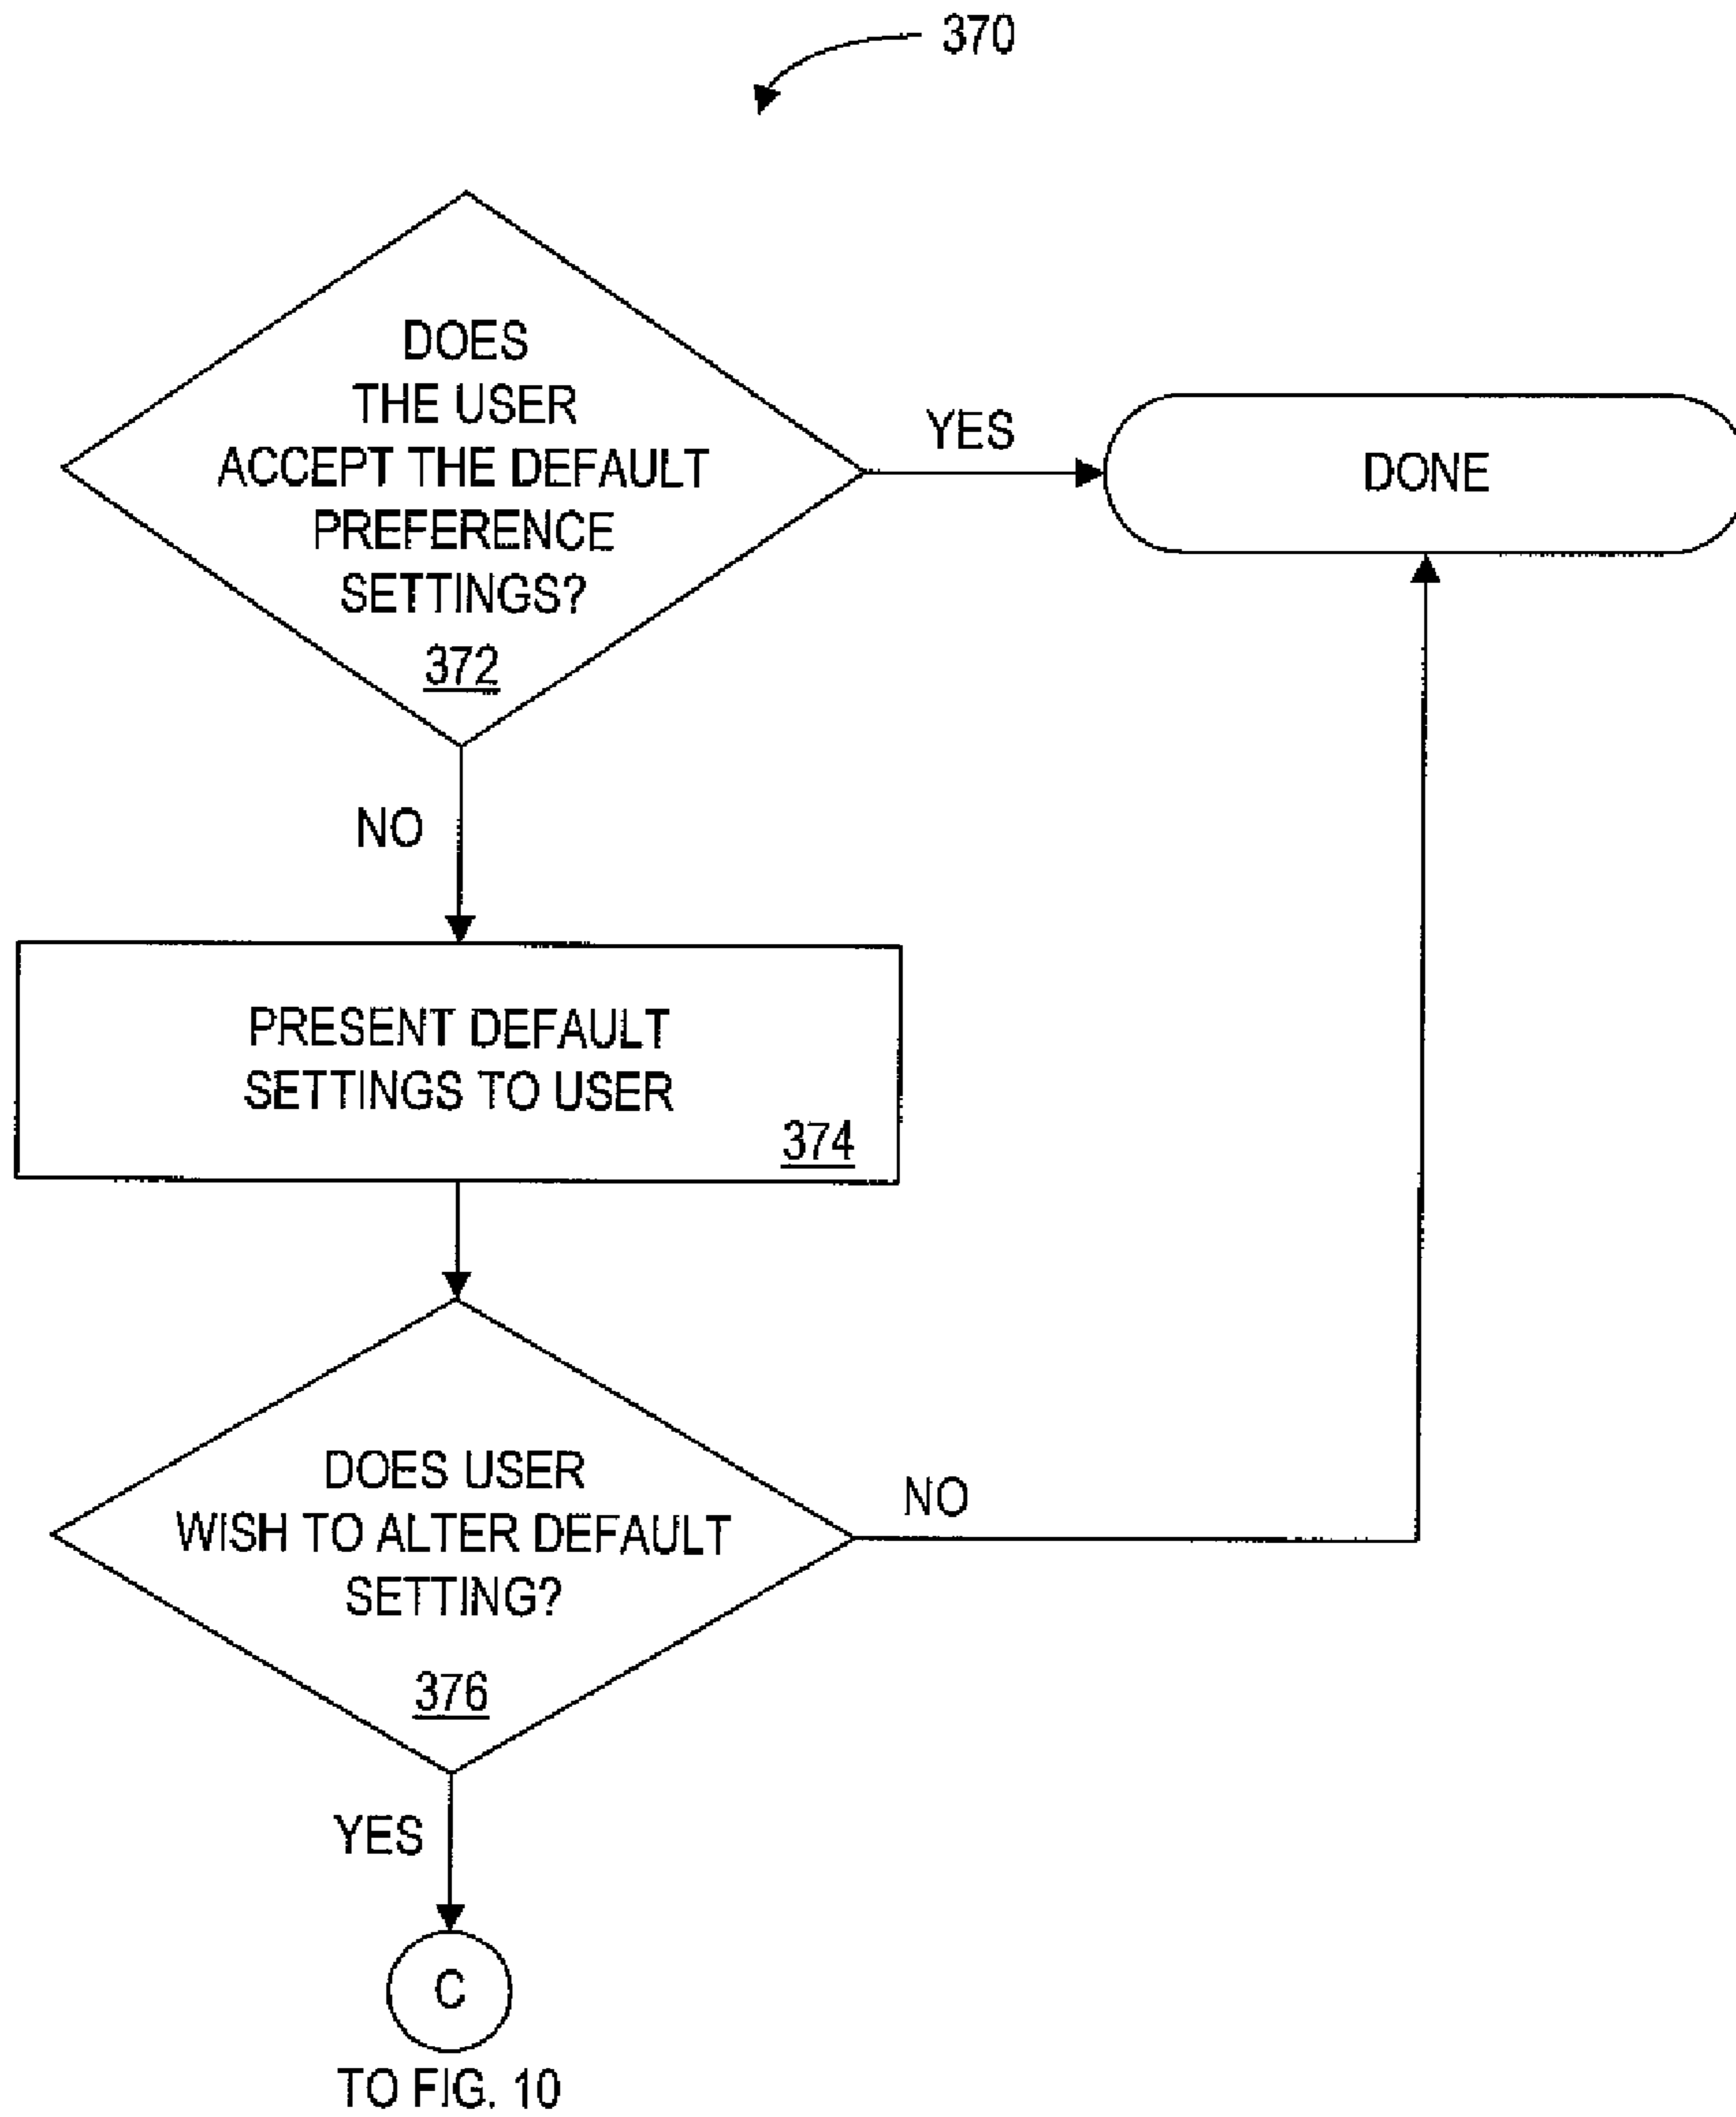 370
DOES
THE USER
ACCEPT THE DEFAULT
PREFERENCE
SETTINGS?
372
YES
DONE
NO
PRESENT DEFAULT
SETTINGS TO USER
374
DOES USER
WISH TO ALTER DEFAULT
SETTING?
376
NO
YES
C
TO FIG. 10